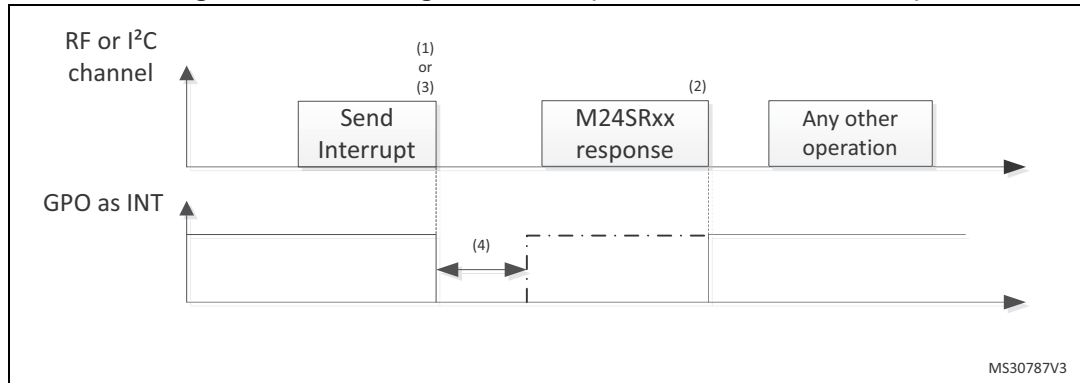 RF or I²C
channel
(1)
or
(3)
(2)
Send
Interrupt
M24SRxx
response
Any other
operation
GPO as INT
(4)
MS30787V3